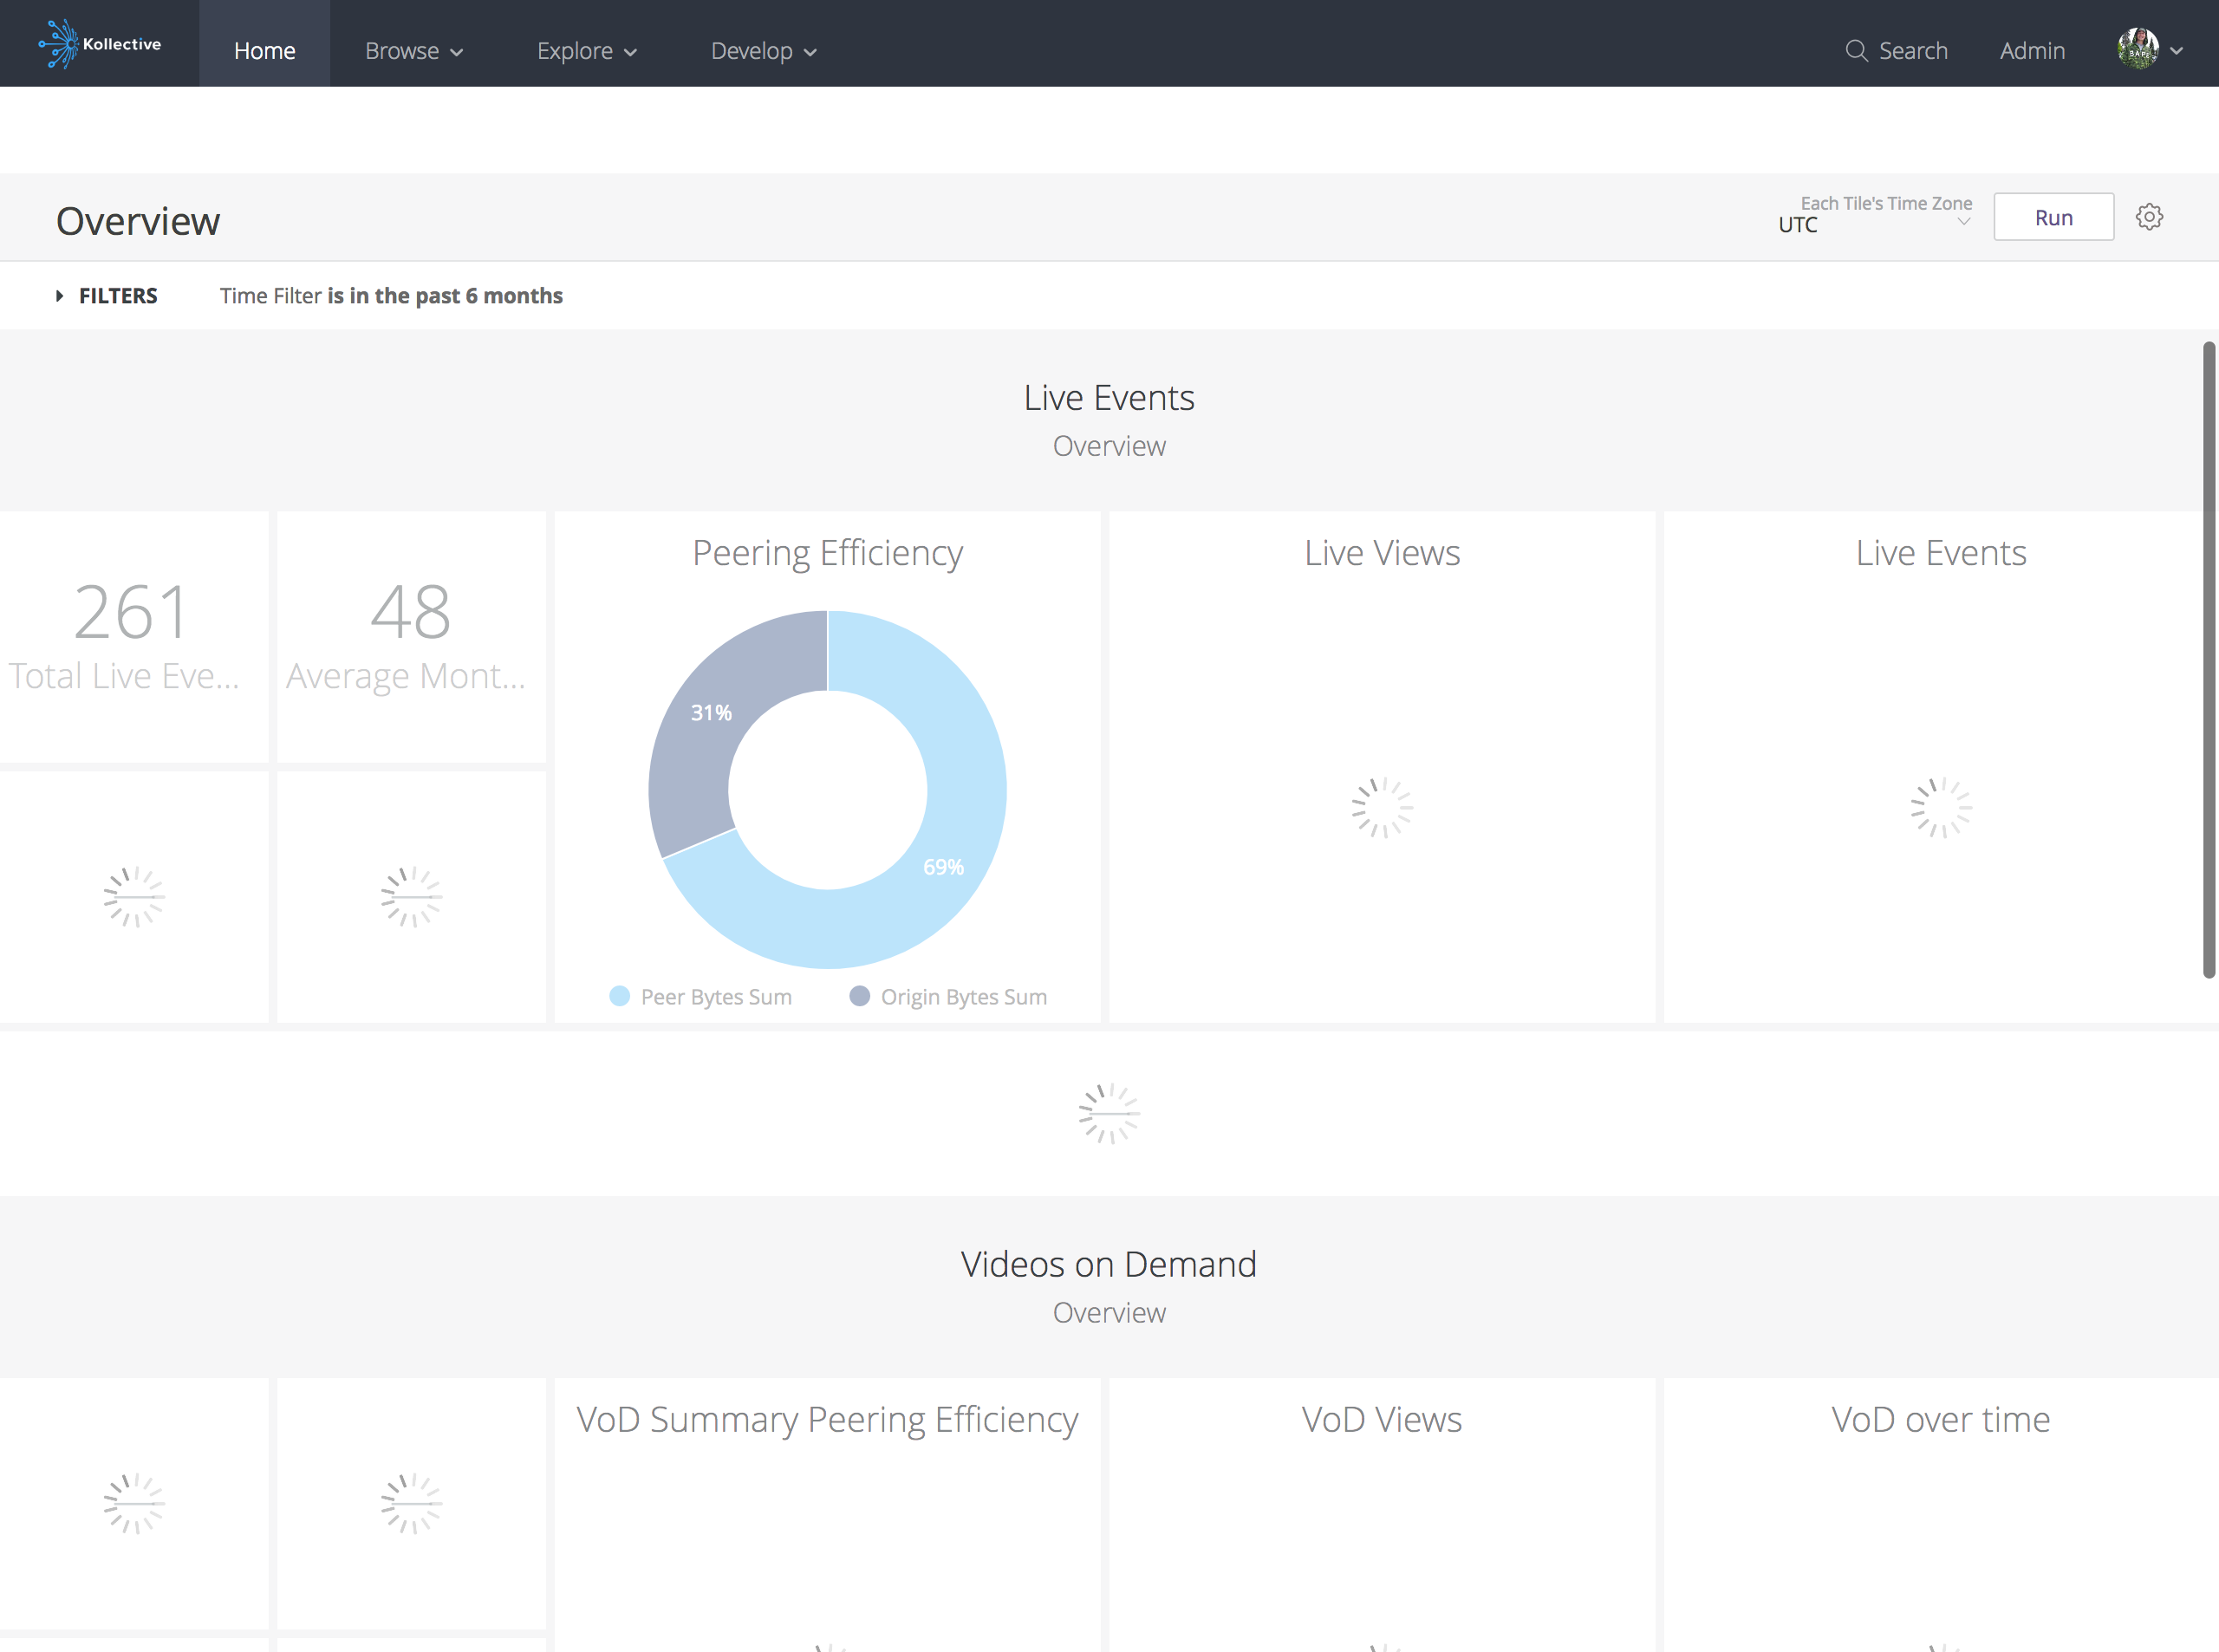 Kollective
Home
Browse
Explore
Develop
Search
Admin
Overview
Each Tile's Time Zone
UTC
Run
FILTERS
Time Filter is in the past 6 months
Live Events
Overview
261
Total Live Eve...
48
Average Mont...
Peering Efficiency
31%
69%
Peer Bytes Sum
Origin Bytes Sum
Live Views
Live Events
Videos on Demand
Overview
VoD Summary Peering Efficiency
VoD Views
VoD over time